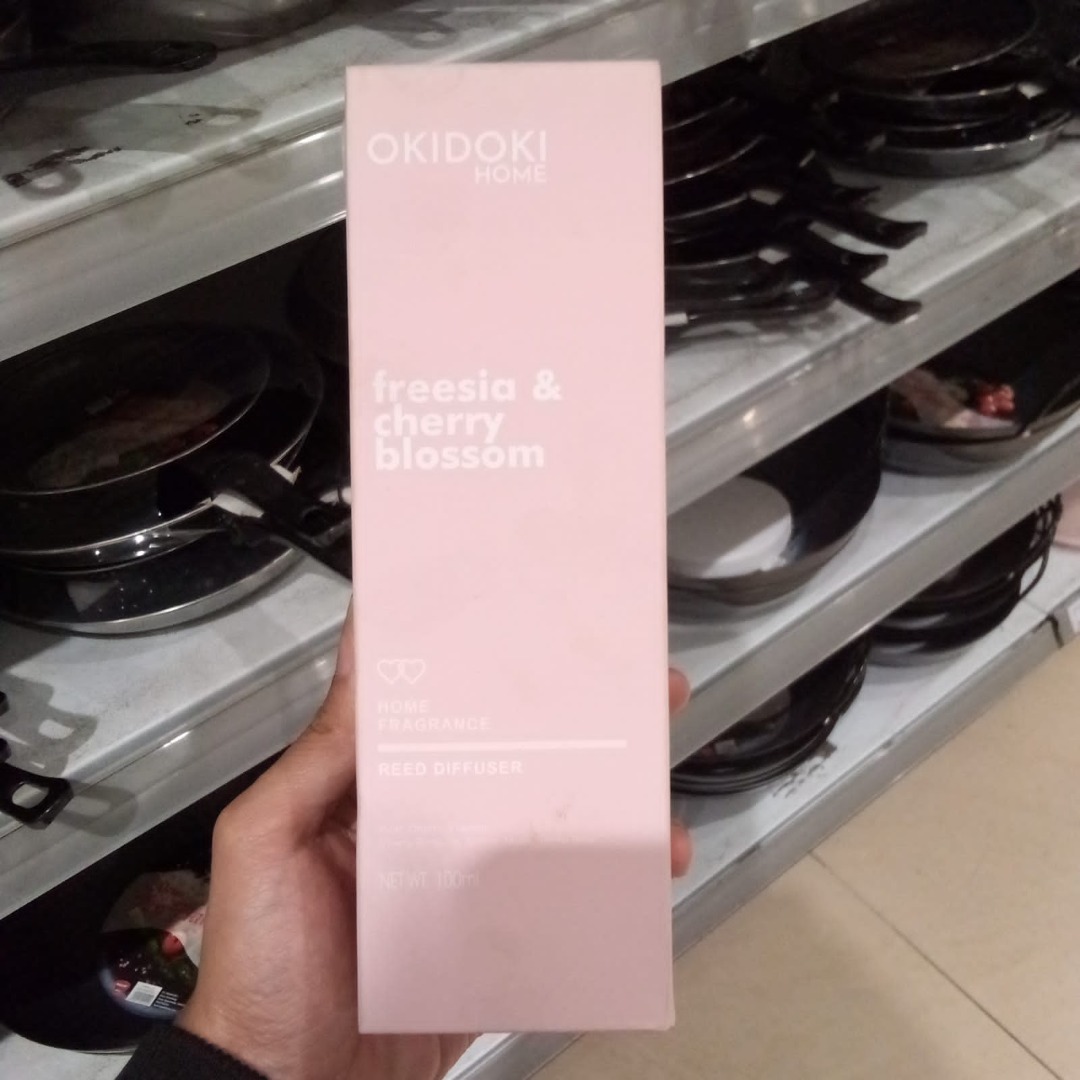 OKIDOKI
HOME
freesia &
cherry
blossom
HOME
FRAGRANCE
REED DIFFUSER
NET WT. 100ml